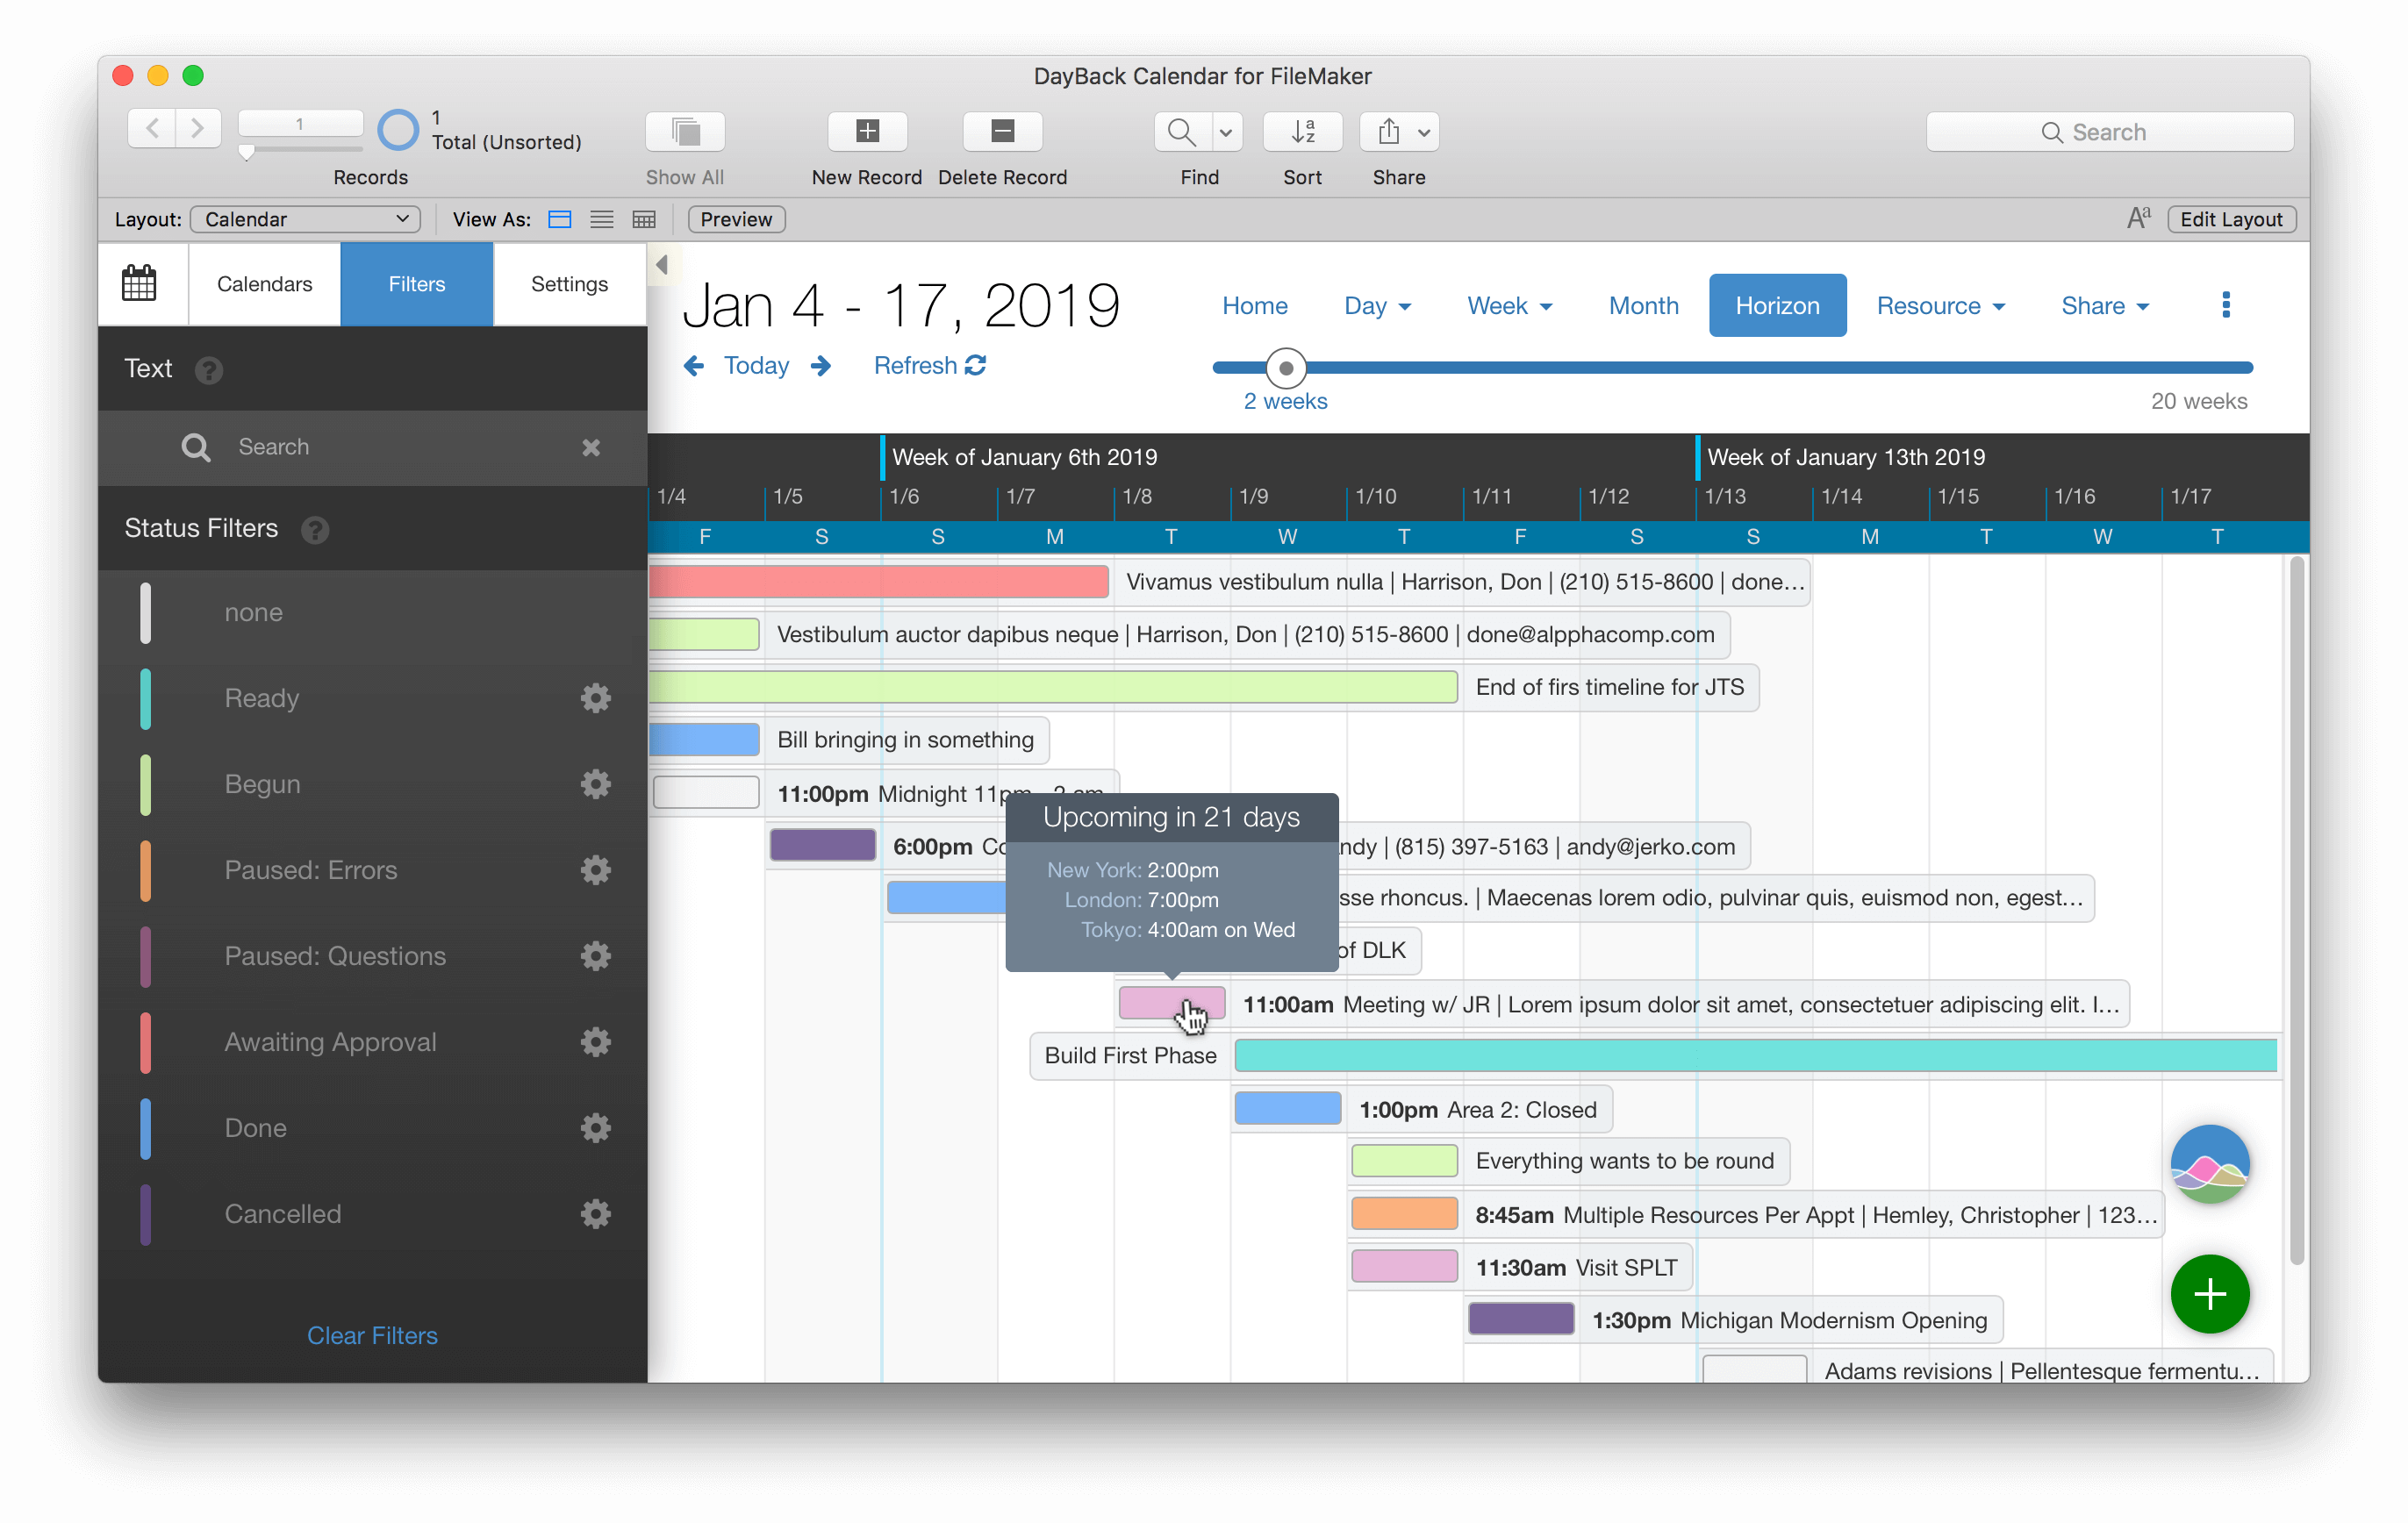 DayBack Calendar for FileMaker
1
1
Total (Unsorted)
Records
Show All
New Record
Delete Record
Find
Sort
Share
Search
Layout: Calendar
View As:
Preview
Aa
Edit Layout
Calendars
Filters
Settings
Text ?
Search
Status Filters ?
none
Ready
Begun
Paused: Errors
Paused: Questions
Awaiting Approval
Done
Cancelled
Clear Filters
Jan 4 - 17, 2019
Today
Refresh
Home
Day
Week
Month
Horizon
Resource
Share
2 weeks
20 weeks
Week of January 6th 2019
Week of January 13th 2019
1/4 1/5 1/6 1/7 1/8 1/9 1/10 1/11 1/12 1/13 1/14 1/15 1/16 1/17
F S S M T W T F S S M T W T
Vivamus vestibulum nulla | Harrison, Don | (210) 515-8600 | done...
Vestibulum auctor dapibus neque | Harrison, Don | (210) 515-8600 | done@alpphacomp.com
End of firs timeline for JTS
Bill bringing in something
11:00pm Midnight 11pm - 2 am
Upcoming in 21 days
New York: 2:00pm
London: 7:00pm
Tokyo: 4:00am on Wed
6:00pm | (815) 397-5163 | andy@jerko.com
rhoncus. | Maecenas lorem odio, pulvinar quis, euismod non, egest...
of DLK
11:00am Meeting w/ JR | Lorem ipsum dolor sit amet, consectetuer adipiscing elit. I...
Build First Phase
1:00pm Area 2: Closed
Everything wants to be round
8:45am Multiple Resources Per Appt | Hemley, Christopher | 123...
11:30am Visit SPLT
1:30pm Michigan Modernism Opening
Adams revisions | Pellentesque fermentu...